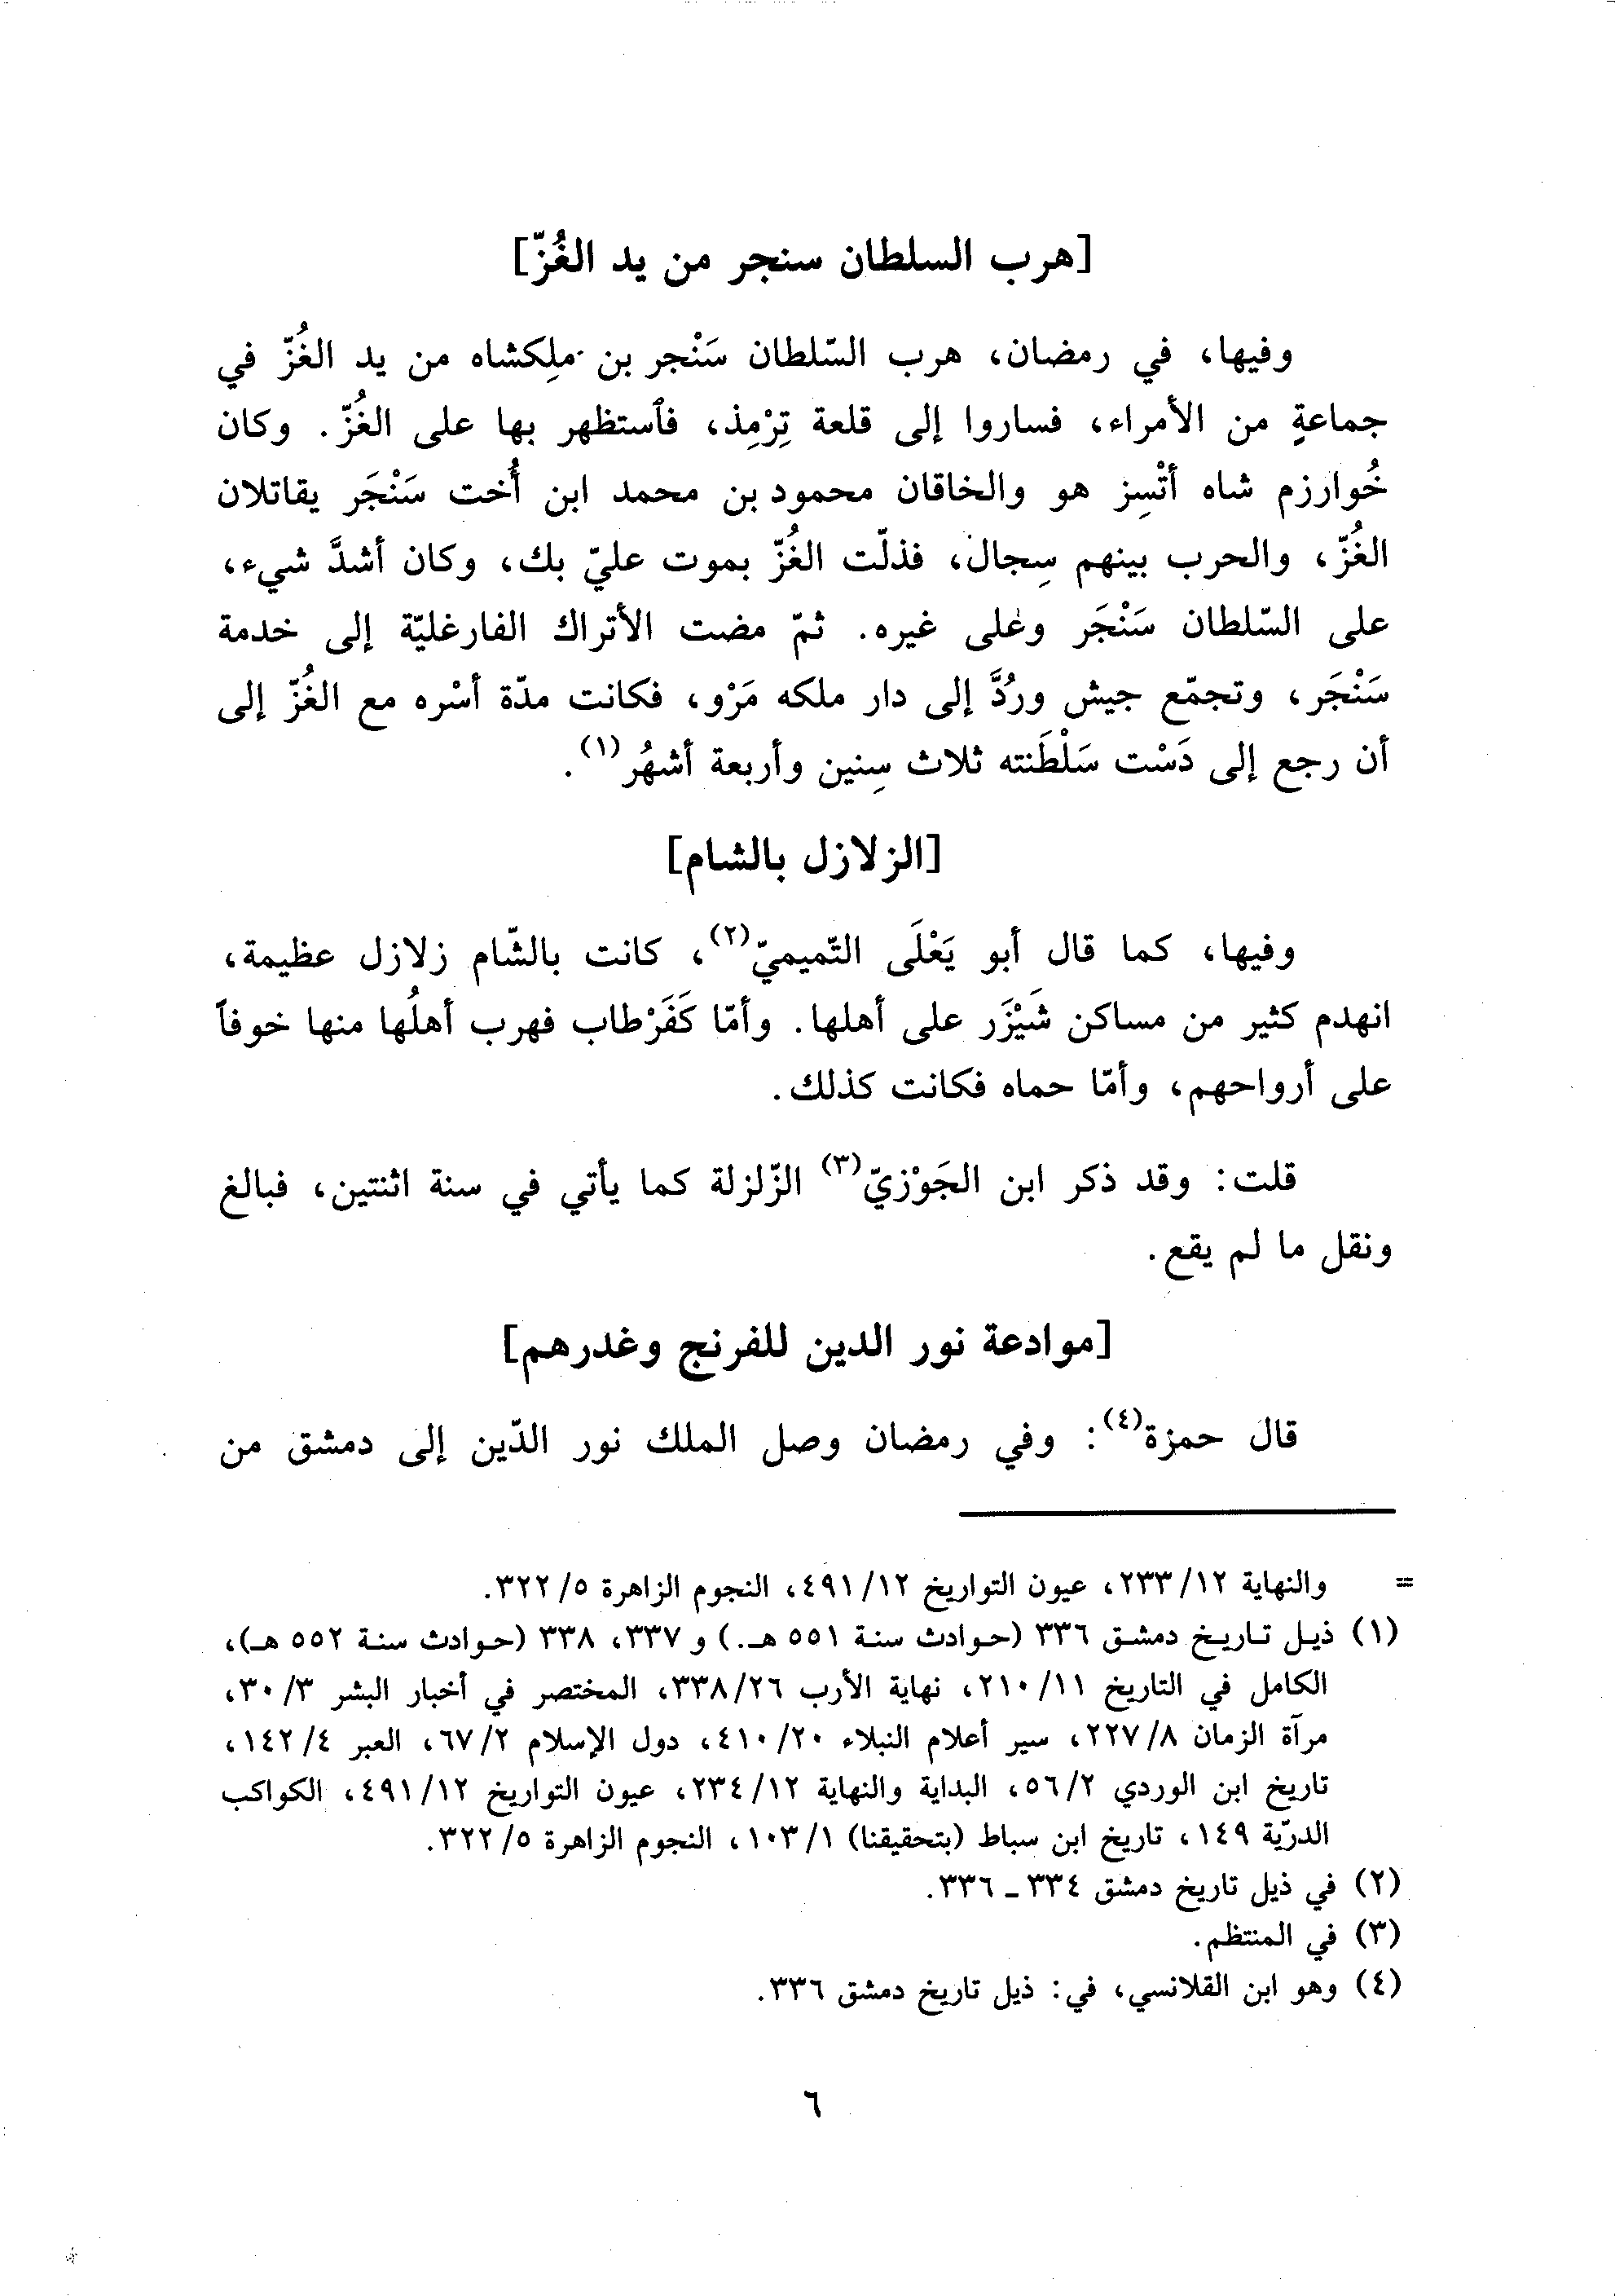 [هرب السلطان سنجر من يد الغُزّ]
وفيها، في رمضان، هرب السّلطان سَنْجر بن ملِكشاه من يد الغُزّ في
جماعةٍ من الأمراء، فساروا إلى قلعة تِرْمِذ، فٱستظهر بها على الغُزّ. وكان
خُوارزم شاه أتْسِز هو والخاقان محمود بن محمد ابن أُخت سَنْجَر يقاتلان
الغُزّ، والحرب بينهم سِجال، فذلّت الغُزّ بموت عليّ بك، وكان أشدَّ شيء،
على السّلطان سَنْجَر وعلى غيره. ثمّ مضت الأتراك الفارغليّة إلى خدمة
سَنْجَر، وتجمّع جيش ورُدَّ إلى دار ملكه مَرْو، فكانت مدّة أسْره مع الغُزّ إلى
أن رجع إلى دَسْت سَلْطَنته ثلاث سِنين وأربعة أشهُر(١).
[الزلازل بالشام]
وفيها، كما قال أبو يَعْلَى التّميميّ(٢)، كانت بالشّام زلازل عظيمة،
انهدم كثير من مساكن شَيْزَر على أهلها. وأمّا كَفَرْطاب فهرب أهلُها منها خوفاً
على أرواحهم، وأمّا حماه فكانت كذلك.
قلت: وقد ذكر ابن الجَوْزيّ(٣) الزّلزلة كما يأتي في سنة اثنتين، فبالغ
ونقل ما لم يقع.
[موادعة نور الدين للفرنج وغدرهم]
قال حمزة(٤): وفي رمضان وصل الملك نور الدّين إلى دمشق من
= والنهاية ١٢/ ٢٣٣، عيون التواريخ ١٢/ ٤٩١، النجوم الزاهرة ٥/ ٣٢٢.
(١) ذيل تاريخ دمشق ٣٣٦ (حوادث سنة ٥٥١ هـ.) و ٣٣٧، ٣٣٨ (حوادث سنة ٥٥٢ هـ)،
الكامل في التاريخ ١١/ ٢١٠، نهاية الأرب ٢٦/ ٣٣٨، المختصر في أخبار البشر ٣/ ٣٠،
مرآة الزمان ٨/ ٢٢٧، سير أعلام النبلاء ٢٠/ ٤١٠، دول الإسلام ٢/ ٦٧، العبر ٤/ ١٤٢،
تاريخ ابن الوردي ٢/ ٥٦، البداية والنهاية ١٢/ ٢٣٤، عيون التواريخ ١٢/ ٤٩١، الكواكب
الدرّية ١٤٩، تاريخ ابن سباط (بتحقيقنا) ١/ ١٠٣، النجوم الزاهرة ٥/ ٣٢٢.
(٢) في ذيل تاريخ دمشق ٣٣٤ ـ ٣٣٦.
(٣) في المنتظم.
(٤) وهو ابن القلانسي، في: ذيل تاريخ دمشق ٣٣٦.
٦